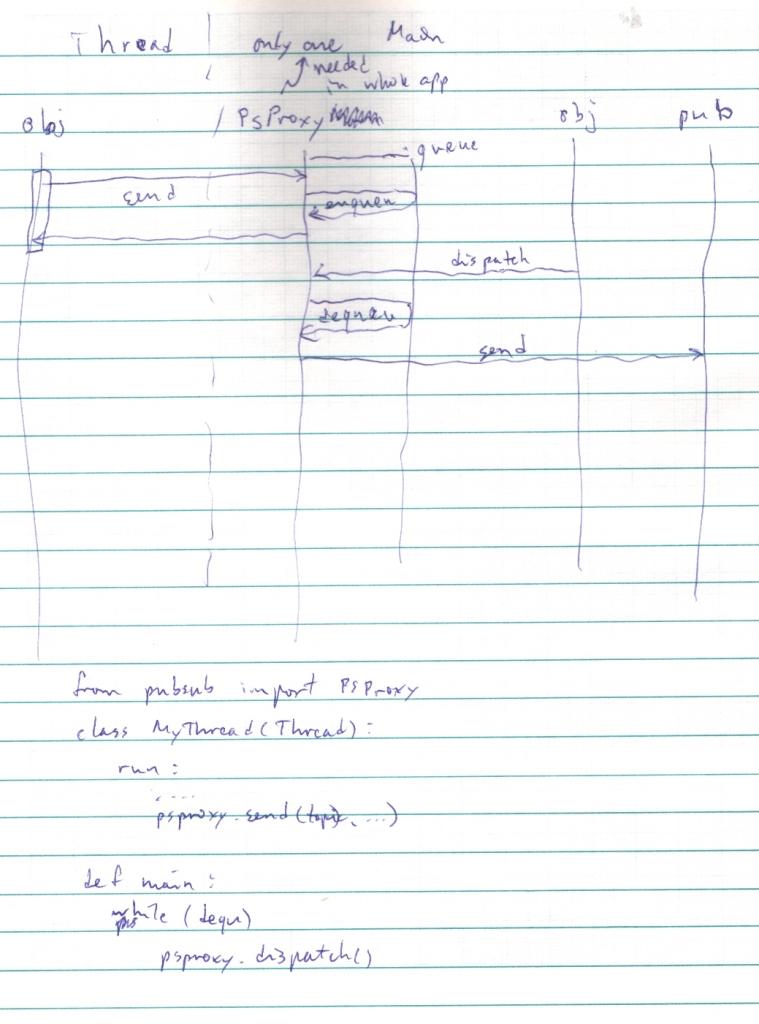 Thread only one Main
needed
in whole app
obj PsProxy obj pub
queue
send
enqueu
dispatch
dequeu
send
from pubsub import PSProxy
class MyThread(Thread):
run:
.....
psproxy.send(topic, ...)
def main:
while (dequ)
psproxy.dispatch()